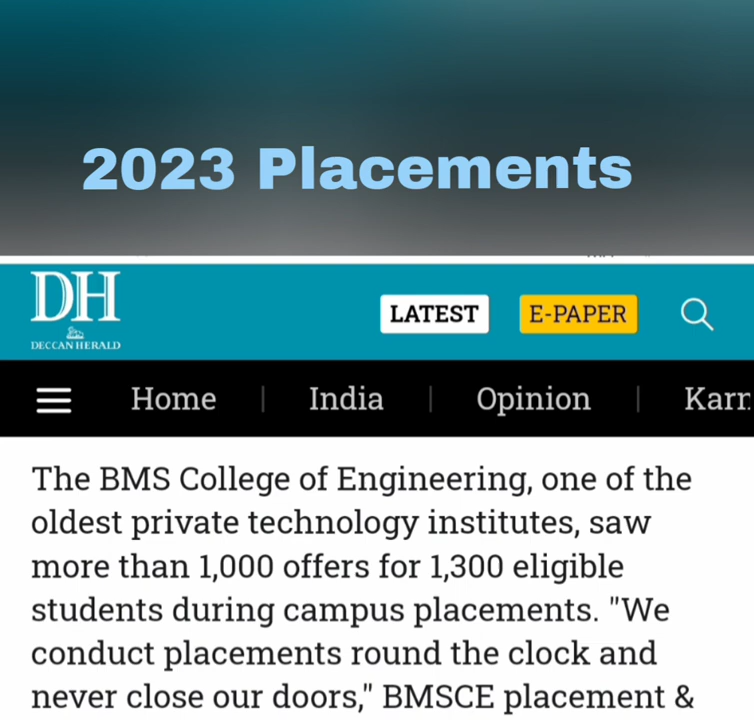 2023 Placements
DH
DECCAN HERALD
LATEST
E-PAPER
Home | India | Opinion | Karn
The BMS College of Engineering, one of the
oldest private technology institutes, saw
more than 1,000 offers for 1,300 eligible
students during campus placements. "We
conduct placements round the clock and
never close our doors," BMSCE placement &